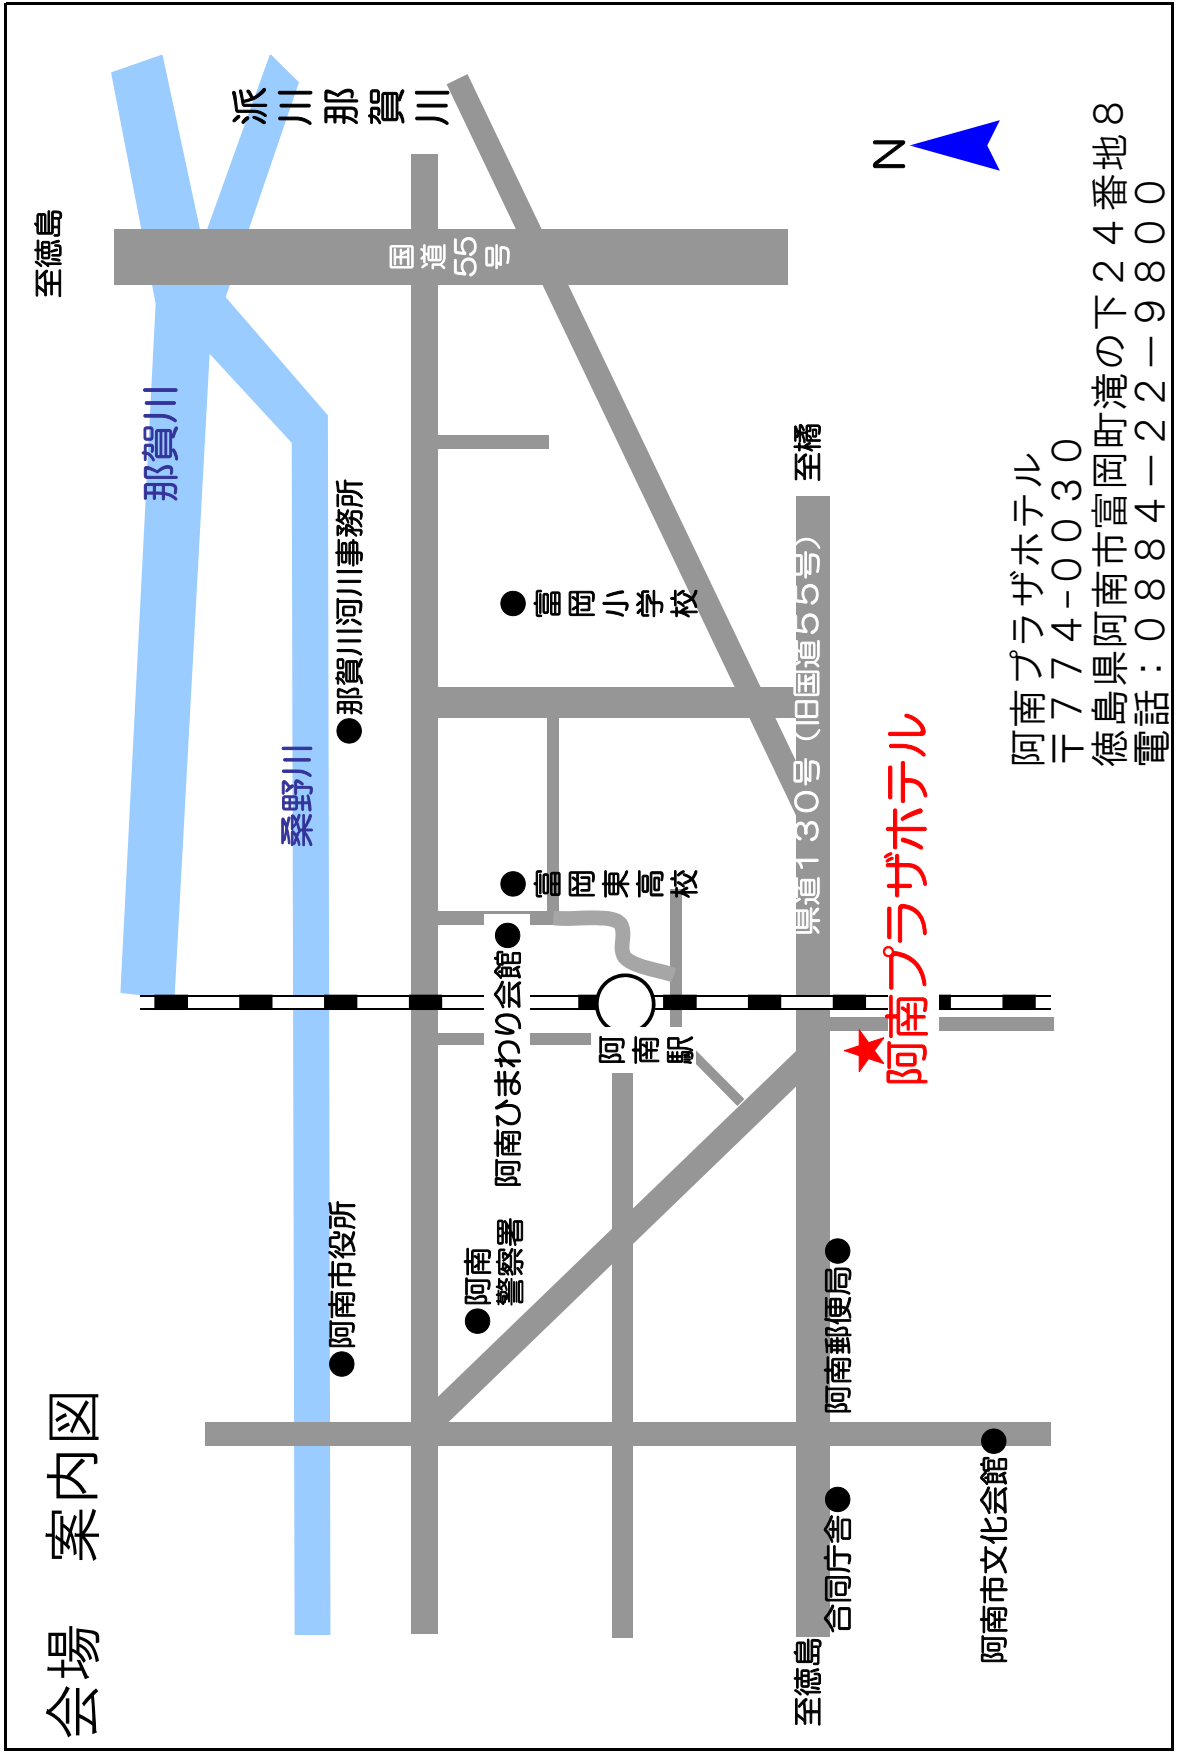 会場　案内図
至徳島
那賀川
派川那賀川
桑野川
国道55号
那賀川河川事務所
富岡小学校
富岡東高校
阿南ひまわり会館
阿南駅
阿南市役所
阿南
警察署
県道１３０号（旧国道５５号）
至橘
阿南プラザホテル
阿南郵便局
合同庁舎
至徳島
阿南市文化会館
N
阿南プラザホテル
〒７７４−００３０
徳島県阿南市富岡町滝の下２４番地８
電話：０８８４－２２－９８００